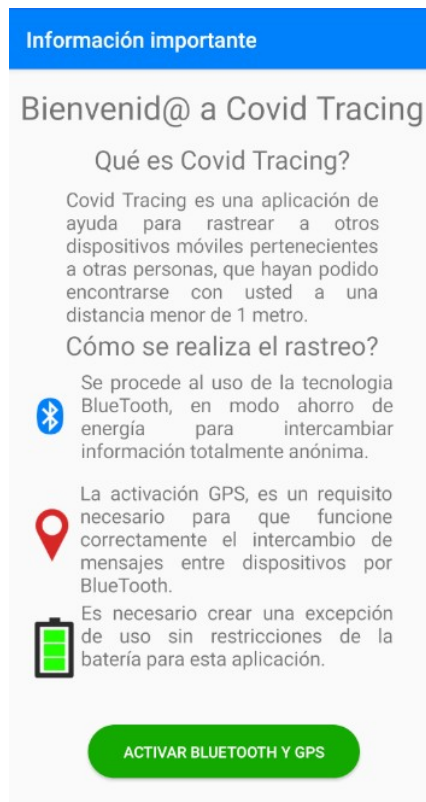 Información importante
Bienvenid@ a Covid Tracing
Qué es Covid Tracing?
Covid Tracing es una aplicación de
ayuda para rastrear a otros
dispositivos móviles pertenecientes
a otras personas, que hayan podido
encontrarse con usted a una
distancia menor de 1 metro.
Cómo se realiza el rastreo?
Se procede al uso de la tecnologia
BlueTooth, en modo ahorro de
energía para intercambiar
información totalmente anónima.
La activación GPS, es un requisito
necesario para que funcione
correctamente el intercambio de
mensajes entre dispositivos por
BlueTooth.
Es necesario crear una excepción
de uso sin restricciones de la
batería para esta aplicación.
ACTIVAR BLUETOOTH Y GPS